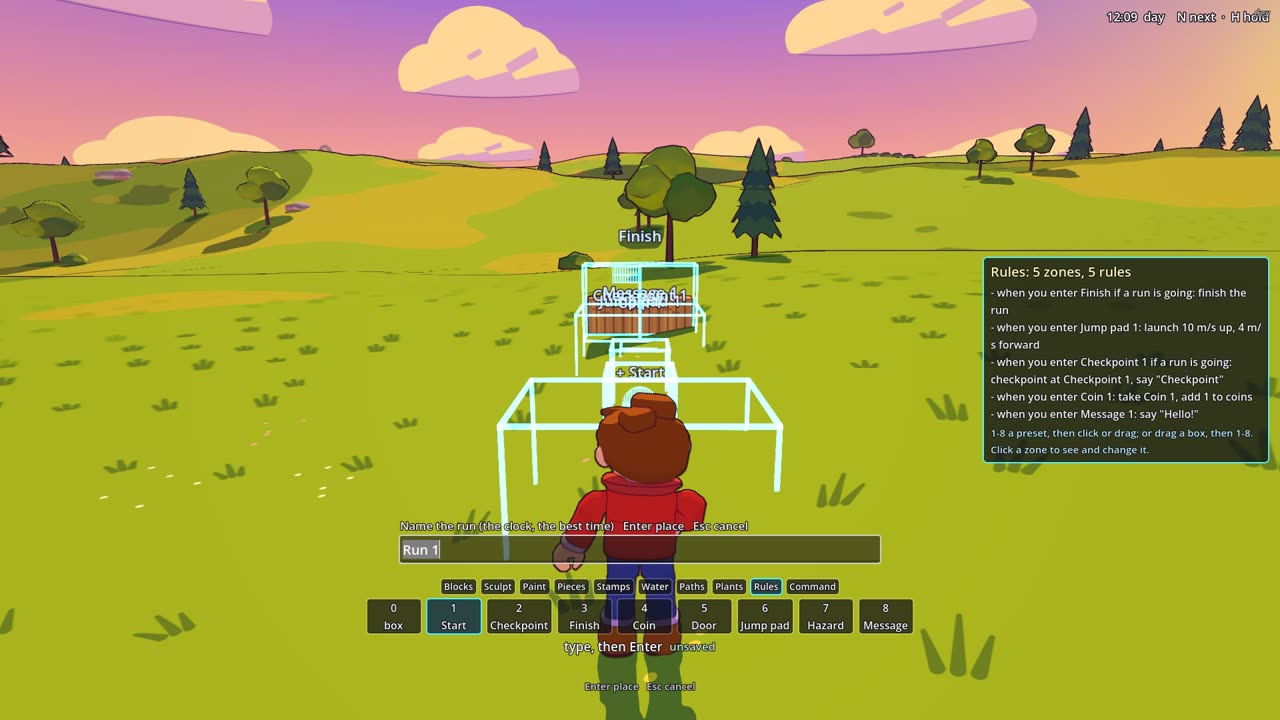 12:09 day N next · H hold
Finish
Message 1
+ Start
Rules: 5 zones, 5 rules
- when you enter Finish if a run is going: finish the
run
- when you enter Jump pad 1: launch 10 m/s up, 4 m/
s forward
- when you enter Checkpoint 1 if a run is going:
checkpoint at Checkpoint 1, say "Checkpoint"
- when you enter Coin 1: take Coin 1, add 1 to coins
- when you enter Message 1: say "Hello!"
1-8 a preset, then click or drag; or drag a box, then 1-8.
Click a zone to see and change it.
Name the run (the clock, the best time) Enter place Esc cancel
Run 1
Blocks Sculpt Paint Pieces Stamps Water Paths Plants Rules Command
0 1 2 3 4 5 6 7 8
box Start Checkpoint Finish Coin Door Jump pad Hazard Message
type, then Enter unsaved
Enter place Esc cancel